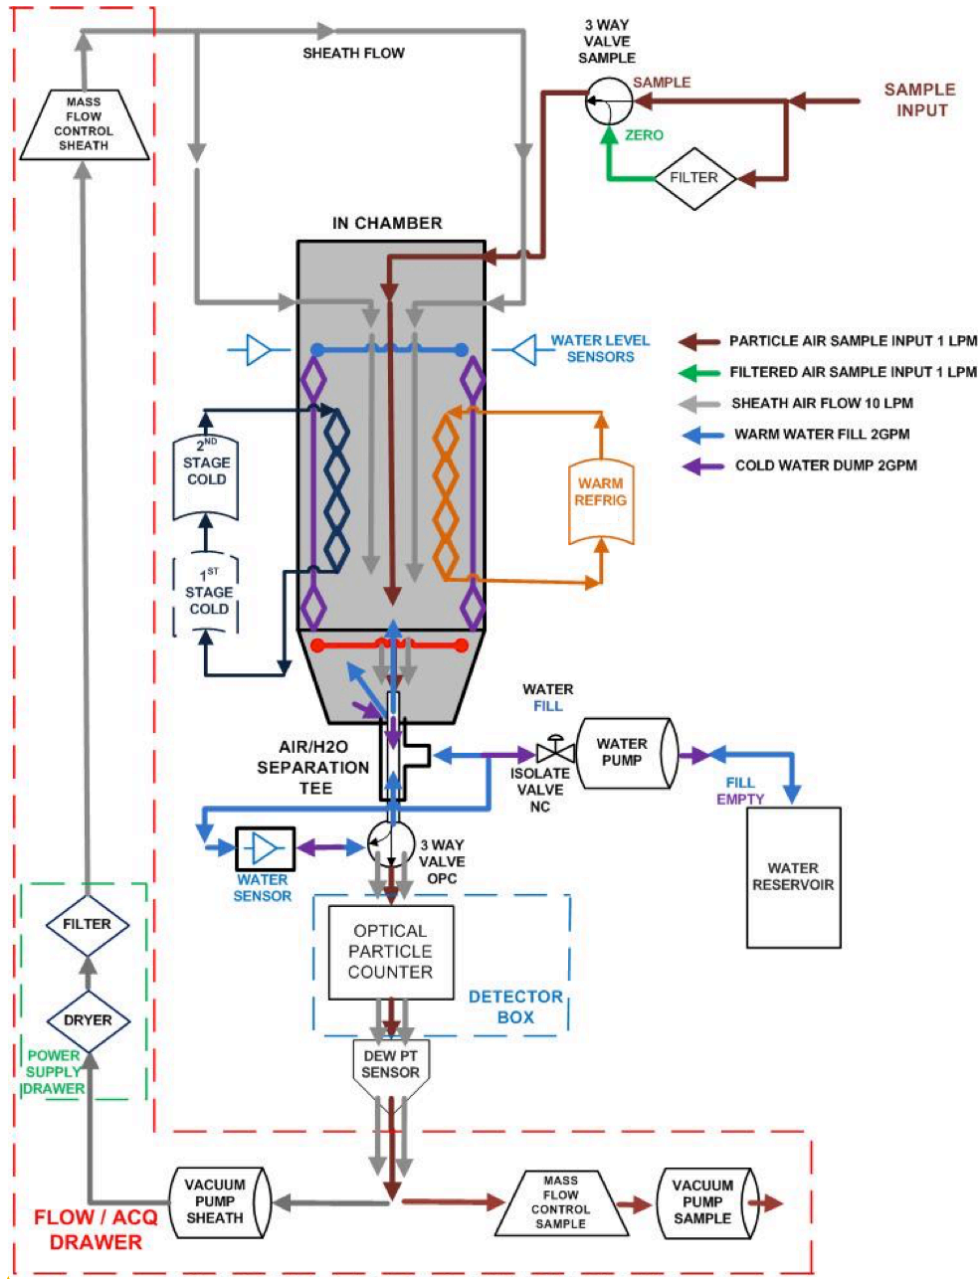 3 WAY
VALVE
SAMPLE
SHEATH FLOW
SAMPLE
SAMPLE
INPUT
MASS
FLOW
CONTROL
SHEATH
ZERO
FILTER
IN CHAMBER
WATER LEVEL
SENSORS
PARTICLE AIR SAMPLE INPUT 1 LPM
FILTERED AIR SAMPLE INPUT 1 LPM
SHEATH AIR FLOW 10 LPM
WARM WATER FILL 2GPM
COLD WATER DUMP 2GPM
2ND
STAGE
COLD
WARM
REFRIG
1ST
STAGE
COLD
WATER
FILL
AIR/H2O
SEPARATION
TEE
WATER
PUMP
ISOLATE
VALVE
NC
FILL
EMPTY
3 WAY
VALVE
OPC
WATER
SENSOR
WATER
RESERVOIR
FILTER
OPTICAL
PARTICLE
COUNTER
DETECTOR
BOX
DRYER
POWER
SUPPLY
DRAWER
DEW PT
SENSOR
VACUUM
PUMP
SHEATH
MASS
FLOW
CONTROL
SAMPLE
VACUUM
PUMP
SAMPLE
FLOW / ACQ
DRAWER